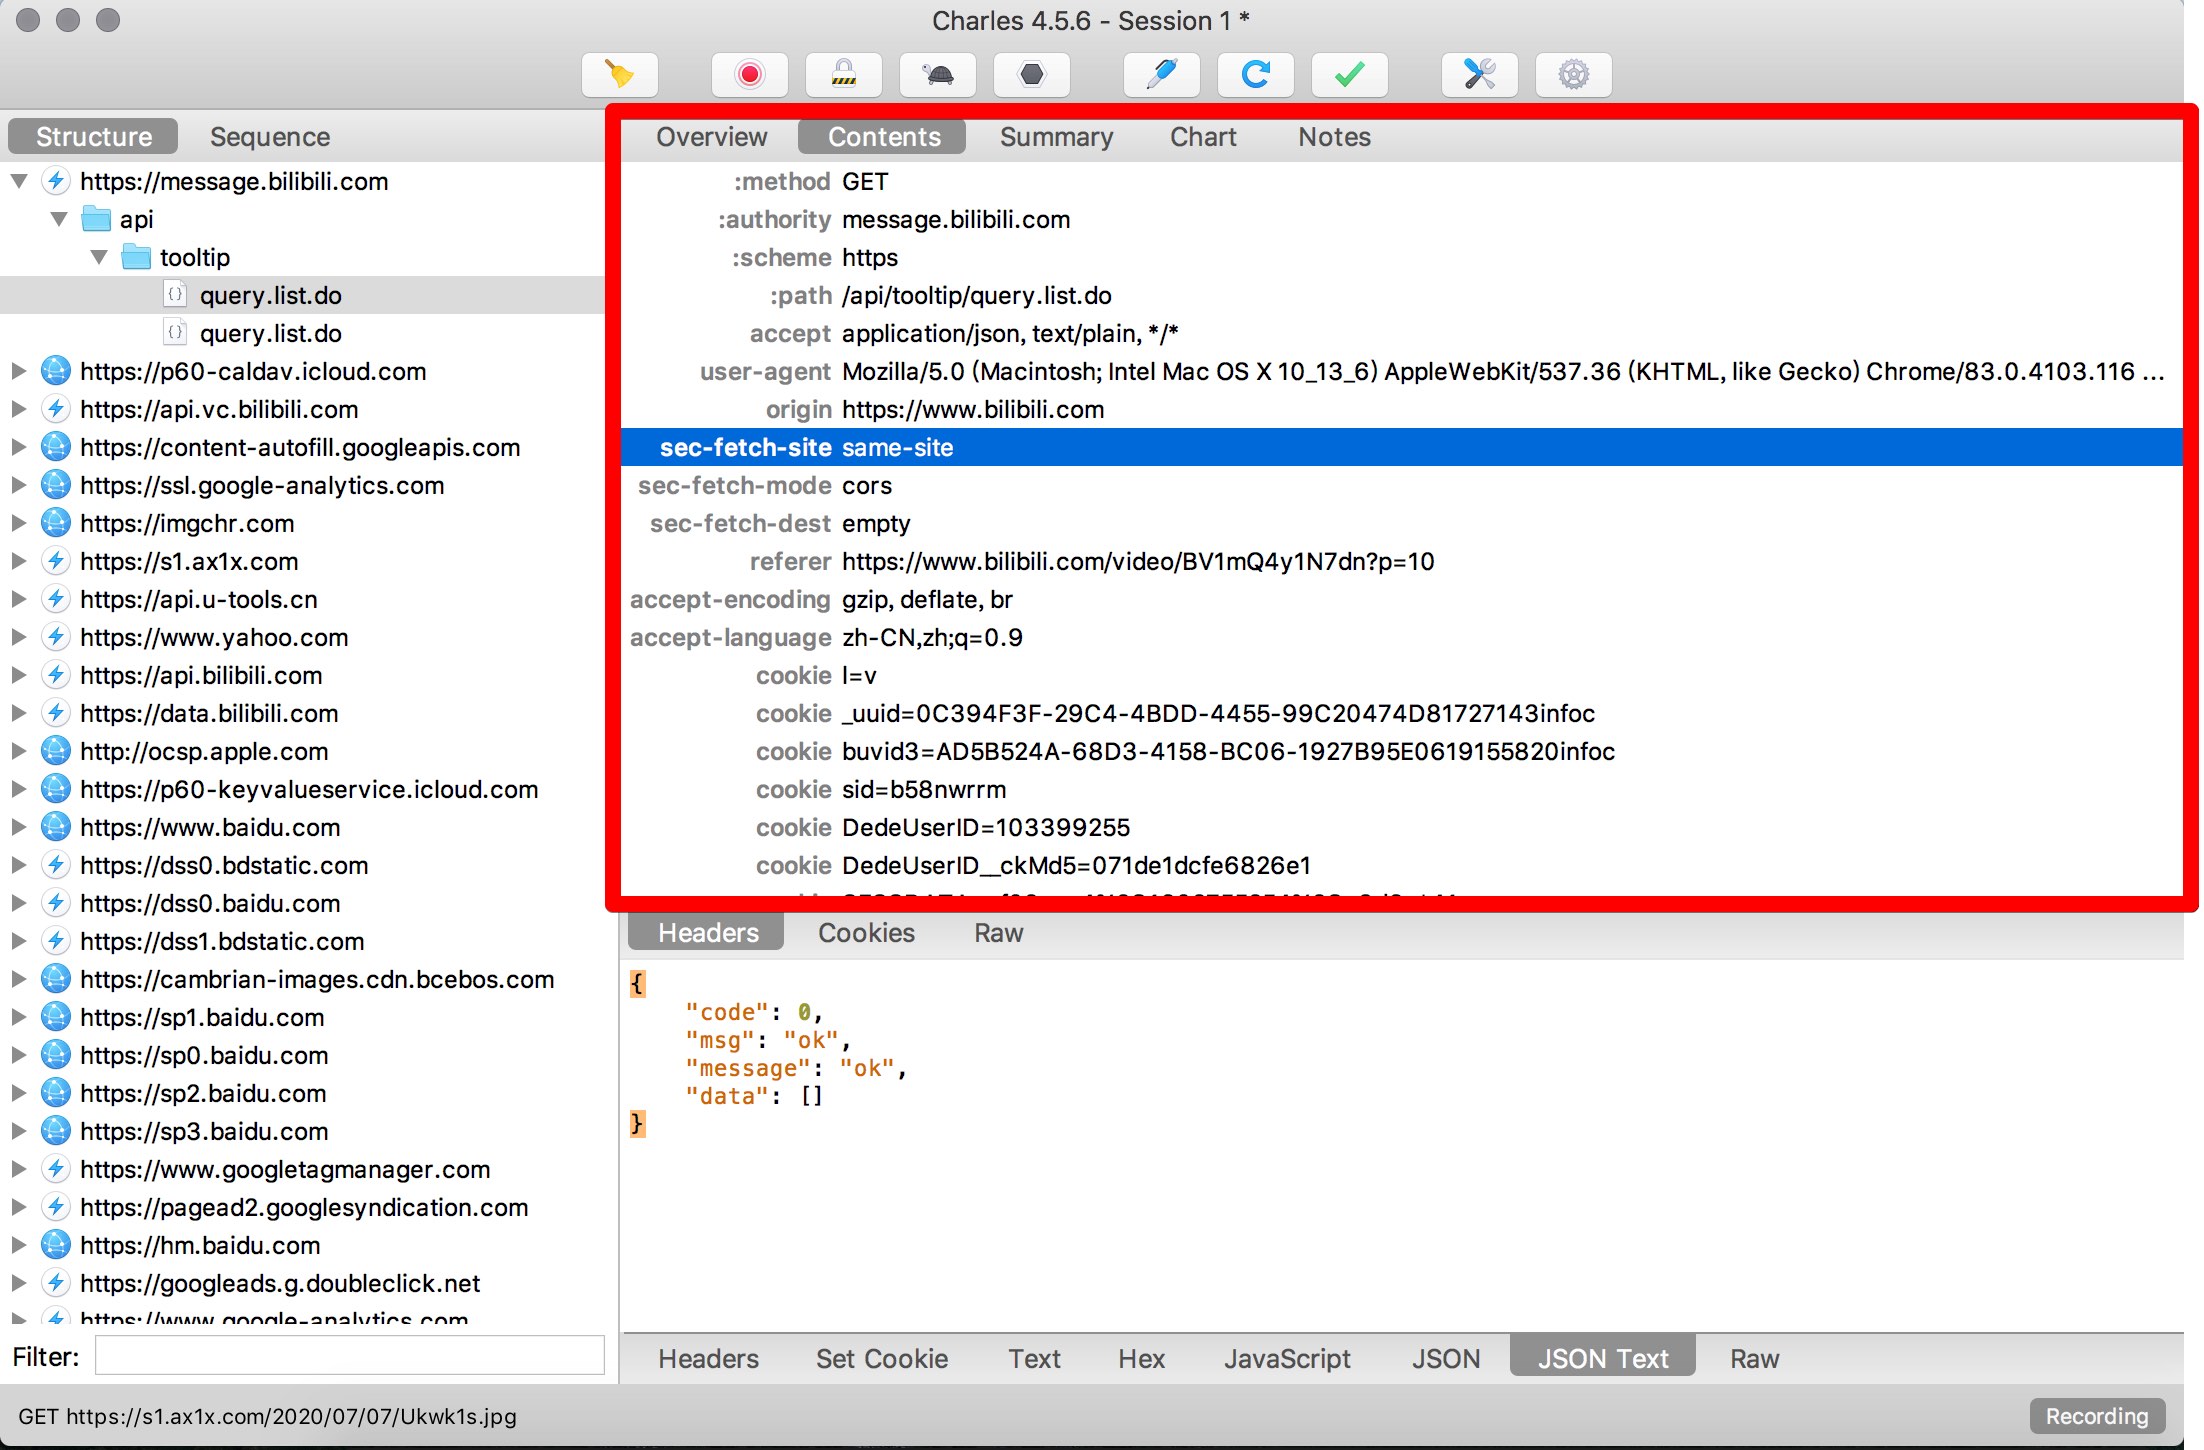 Charles 4.5.6 - Session 1 *
Structure Sequence
https://message.bilibili.com
api
tooltip
{} query.list.do
{} query.list.do
https://p60-caldav.icloud.com
https://api.vc.bilibili.com
https://content-autofill.googleapis.com
https://ssl.google-analytics.com
https://imgchr.com
https://s1.ax1x.com
https://api.u-tools.cn
https://www.yahoo.com
https://api.bilibili.com
https://data.bilibili.com
http://ocsp.apple.com
https://p60-keyvalueservice.icloud.com
https://www.baidu.com
https://dss0.bdstatic.com
https://dss0.baidu.com
https://dss1.bdstatic.com
https://cambrian-images.cdn.bcebos.com
https://sp1.baidu.com
https://sp0.baidu.com
https://sp2.baidu.com
https://sp3.baidu.com
https://www.googletagmanager.com
https://pagead2.googlesyndication.com
https://hm.baidu.com
https://googleads.g.doubleclick.net
https://www.google-analytics.com
Filter:
Overview Contents Summary Chart Notes
:method GET
:authority message.bilibili.com
:scheme https
:path /api/tooltip/query.list.do
accept application/json, text/plain, */*
user-agent Mozilla/5.0 (Macintosh; Intel Mac OS X 10_13_6) AppleWebKit/537.36 (KHTML, like Gecko) Chrome/83.0.4103.116 ...
origin https://www.bilibili.com
sec-fetch-site same-site
sec-fetch-mode cors
sec-fetch-dest empty
referer https://www.bilibili.com/video/BV1mQ4y1N7dn?p=10
accept-encoding gzip, deflate, br
accept-language zh-CN,zh;q=0.9
cookie l=v
cookie _uuid=0C394F3F-29C4-4BDD-4455-99C20474D81727143infoc
cookie buvid3=AD5B524A-68D3-4158-BC06-1927B95E0619155820infoc
cookie sid=b58nwrrm
cookie DedeUserID=103399255
cookie DedeUserID__ckMd5=071de1dcfe6826e1
Headers Cookies Raw
{
"code": 0,
"msg": "ok",
"message": "ok",
"data": []
}
Headers Set Cookie Text Hex JavaScript JSON JSON Text Raw
GET https://s1.ax1x.com/2020/07/07/Ukwk1s.jpg
Recording